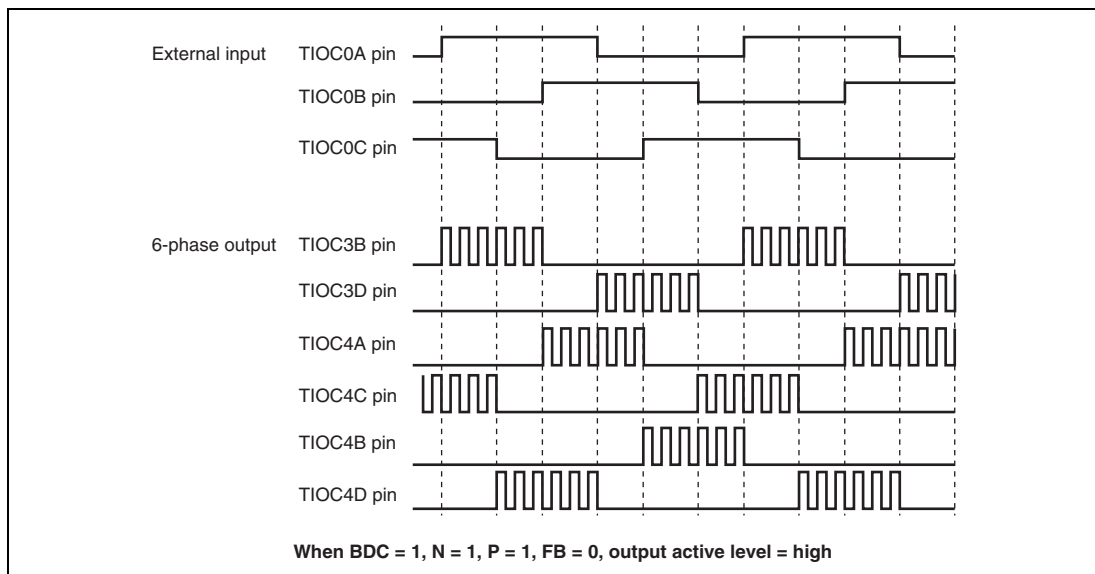 External input TIOC0A pin
TIOC0B pin
TIOC0C pin
6-phase output TIOC3B pin
TIOC3D pin
TIOC4A pin
TIOC4C pin
TIOC4B pin
TIOC4D pin
When BDC = 1, N = 1, P = 1, FB = 0, output active level = high